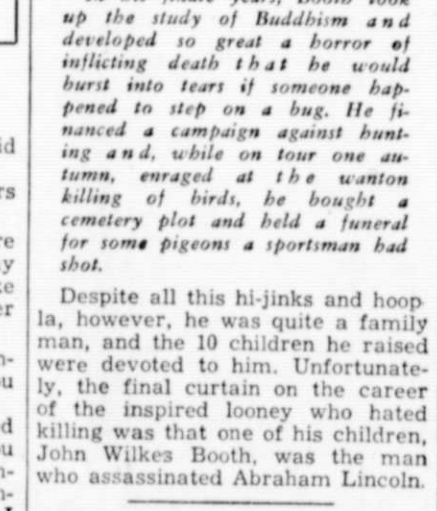 years, Booth took
up the study of Buddhism and
developed so great a horror of
inflicting death that he would
burst into tears if someone hap-
pened to step on a bug. He fi-
nanced a campaign against hunt-
ing and, while on tour one au-
tumn, enraged at the wanton
killing of birds, he bought a
cemetery plot and held a funeral
for some pigeons a sportsman had
shot.
Despite all this hi-jinks and hoop
la, however, he was quite a family
man, and the 10 children he raised
were devoted to him. Unfortunate-
ly, the final curtain on the career
of the inspired looney who hated
killing was that one of his children,
John Wilkes Booth, was the man
who assassinated Abraham Lincoln.